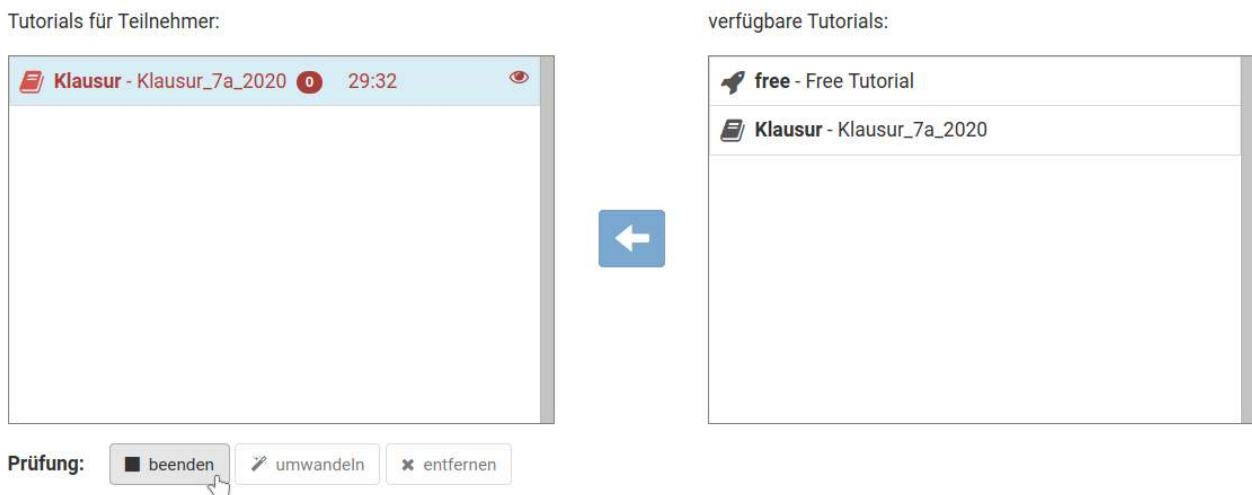 Tutorials für Teilnehmer:
Klausur - Klausur_7a_2020 0 29:32
verfügbare Tutorials:
free - Free Tutorial
Klausur - Klausur_7a_2020
Prüfung: beenden umwandeln entfernen